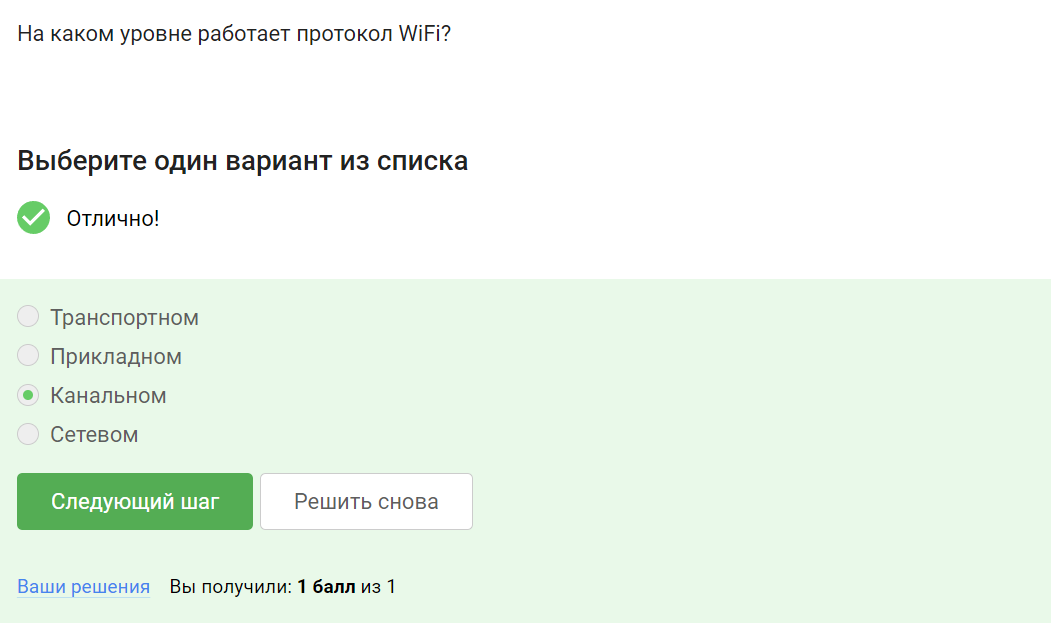 На каком уровне работает протокол WiFi?
Выберите один вариант из списка
Отлично!
Транспортном
Прикладном
Канальном
Сетевом
Следующий шаг Решить снова
Ваши решения Вы получили: 1 балл из 1